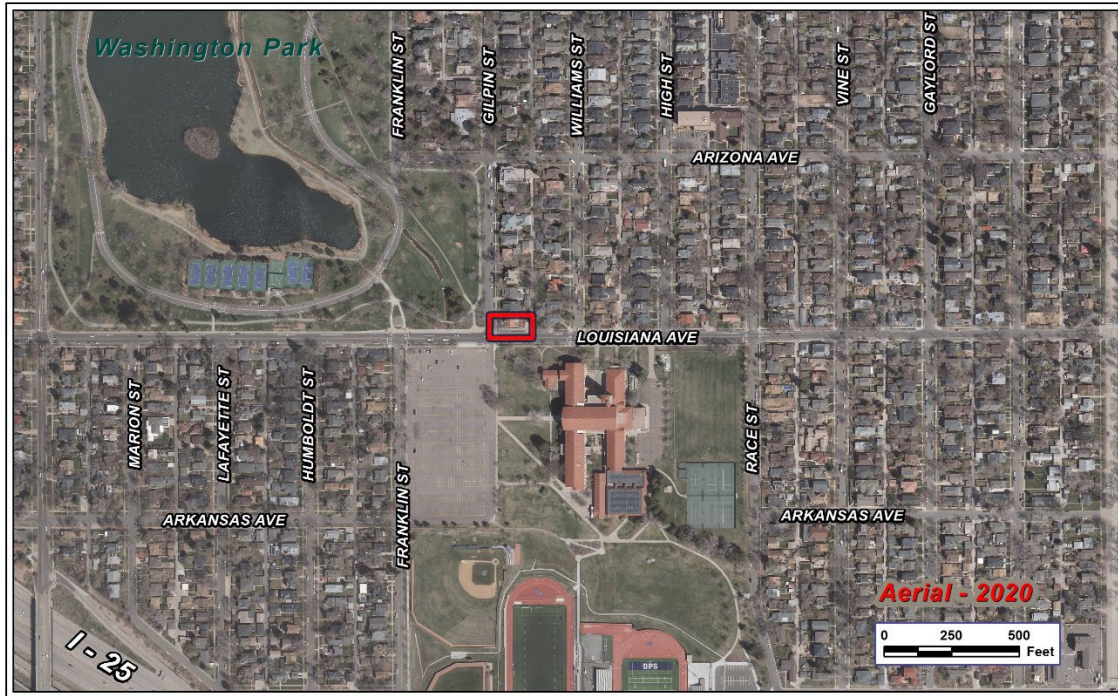 Washington Park
FRANKLIN ST
GILPIN ST
WILLIAMS ST
HIGH ST
VINE ST
GAYLORD ST
ARIZONA AVE
LOUISIANA AVE
MARION ST
LAFAYETTE ST
HUMBOLDT ST
FRANKLIN ST
RACE ST
ARKANSAS AVE
ARKANSAS AVE
I - 25
DPS
Aerial - 2020
0 250 500
Feet